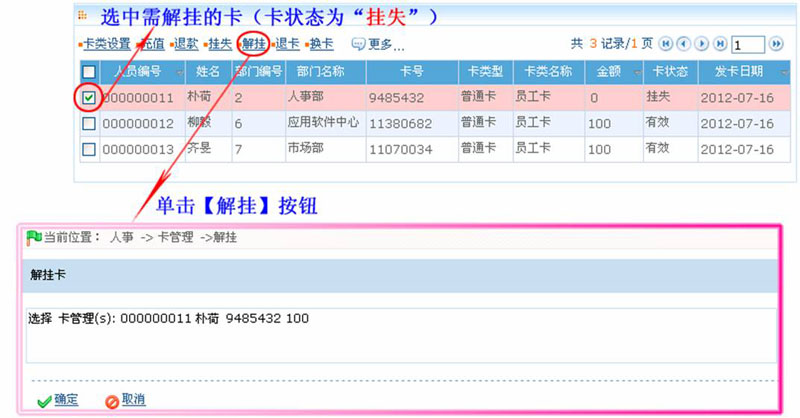 选中需解挂的卡（卡状态为“挂失”）
卡类设置 充值 退款 挂失 解挂 退卡 换卡 更多... 共 3 记录/1 页 1
人员编号 姓名 部门编号 部门名称 卡号 卡类型 卡类名称 金额 卡状态 发卡日期
000000011 朴荷 2 人事部 9485432 普通卡 员工卡 0 挂失 2012-07-16
000000012 柳毅 6 应用软件中心 11380682 普通卡 员工卡 100 有效 2012-07-16
000000013 齐旻 7 市场部 11070034 普通卡 员工卡 100 有效 2012-07-16
单击【解挂】按钮
当前位置： 人事 -> 卡管理 ->解挂
解挂卡
选择 卡管理(s): 000000011 朴荷 9485432 100
确定 取消